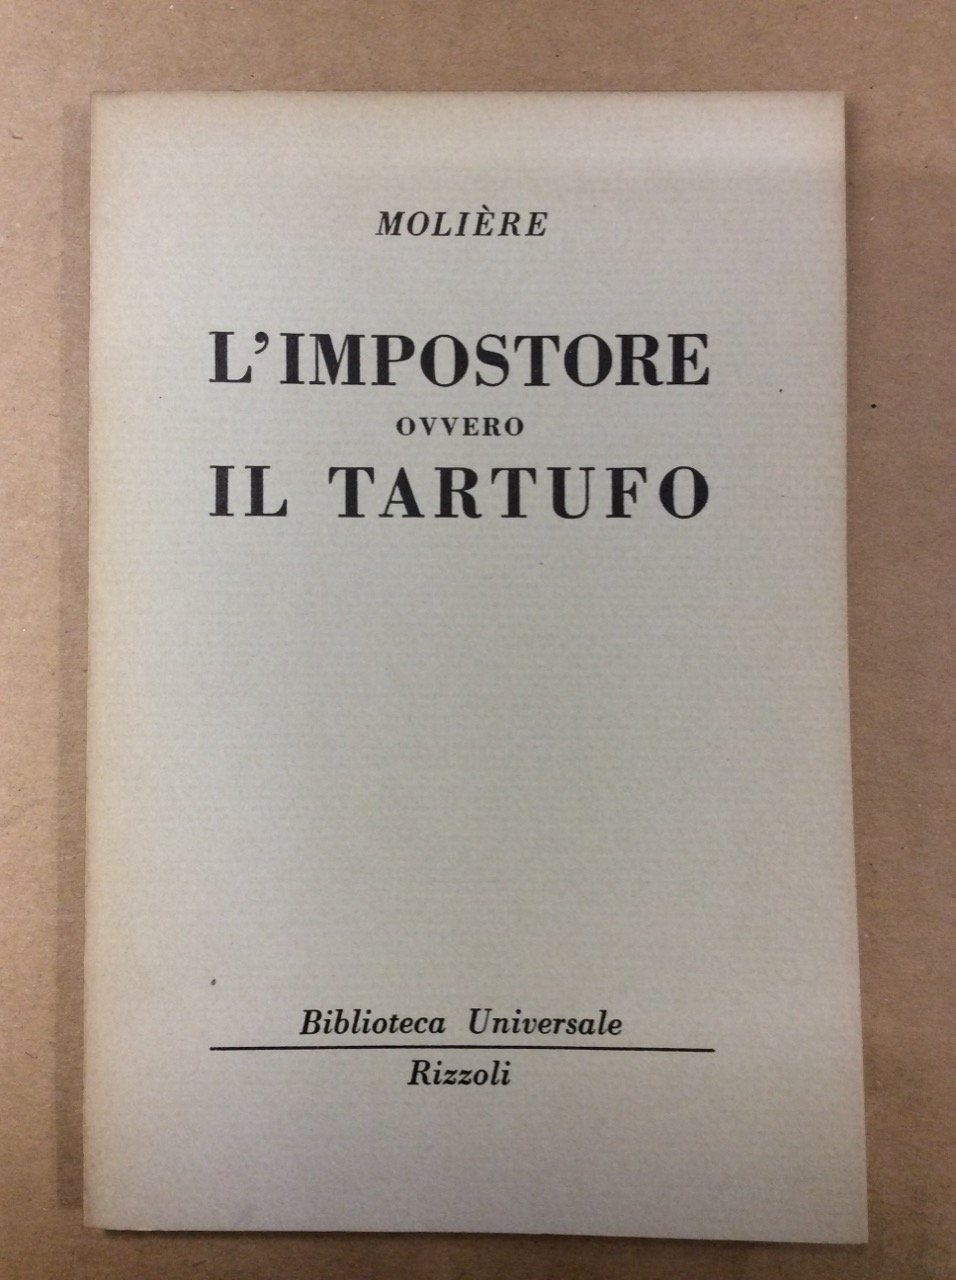 MOLIÈRE
L'IMPOSTORE
OVVERO
IL TARTUFO
Biblioteca Universale
Rizzoli